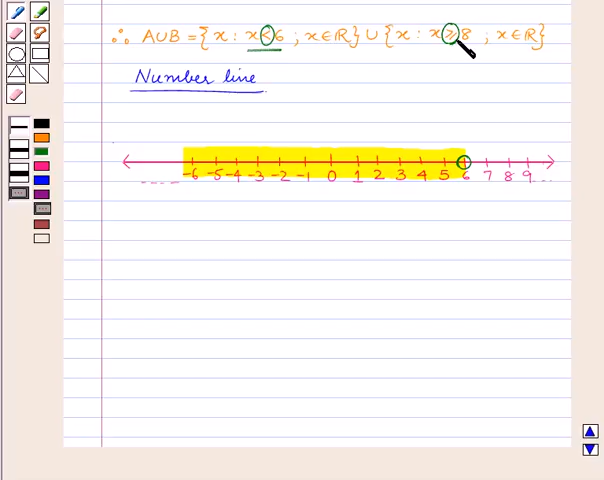 ∴ A∪B = {x : x < 6 ; x ∈ ℝ} ∪ {x : x ≥ 8 ; x ∈ ℝ}
Number line
-6 -5 -4 -3 -2 -1 0 1 2 3 4 5 6 7 8 9